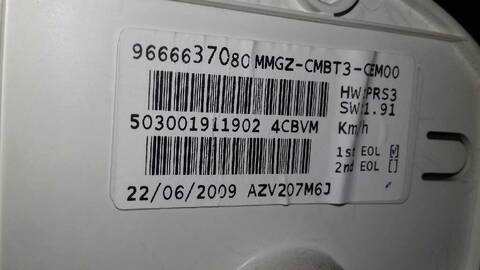 9666637080 MMGZ-CMBT3-CEM00
HW:PRS3
SW:1.91
503001911902 4CBVM Km/h
1st EOL [✓]
2nd EOL []
22/06/2009 AZV207M6J